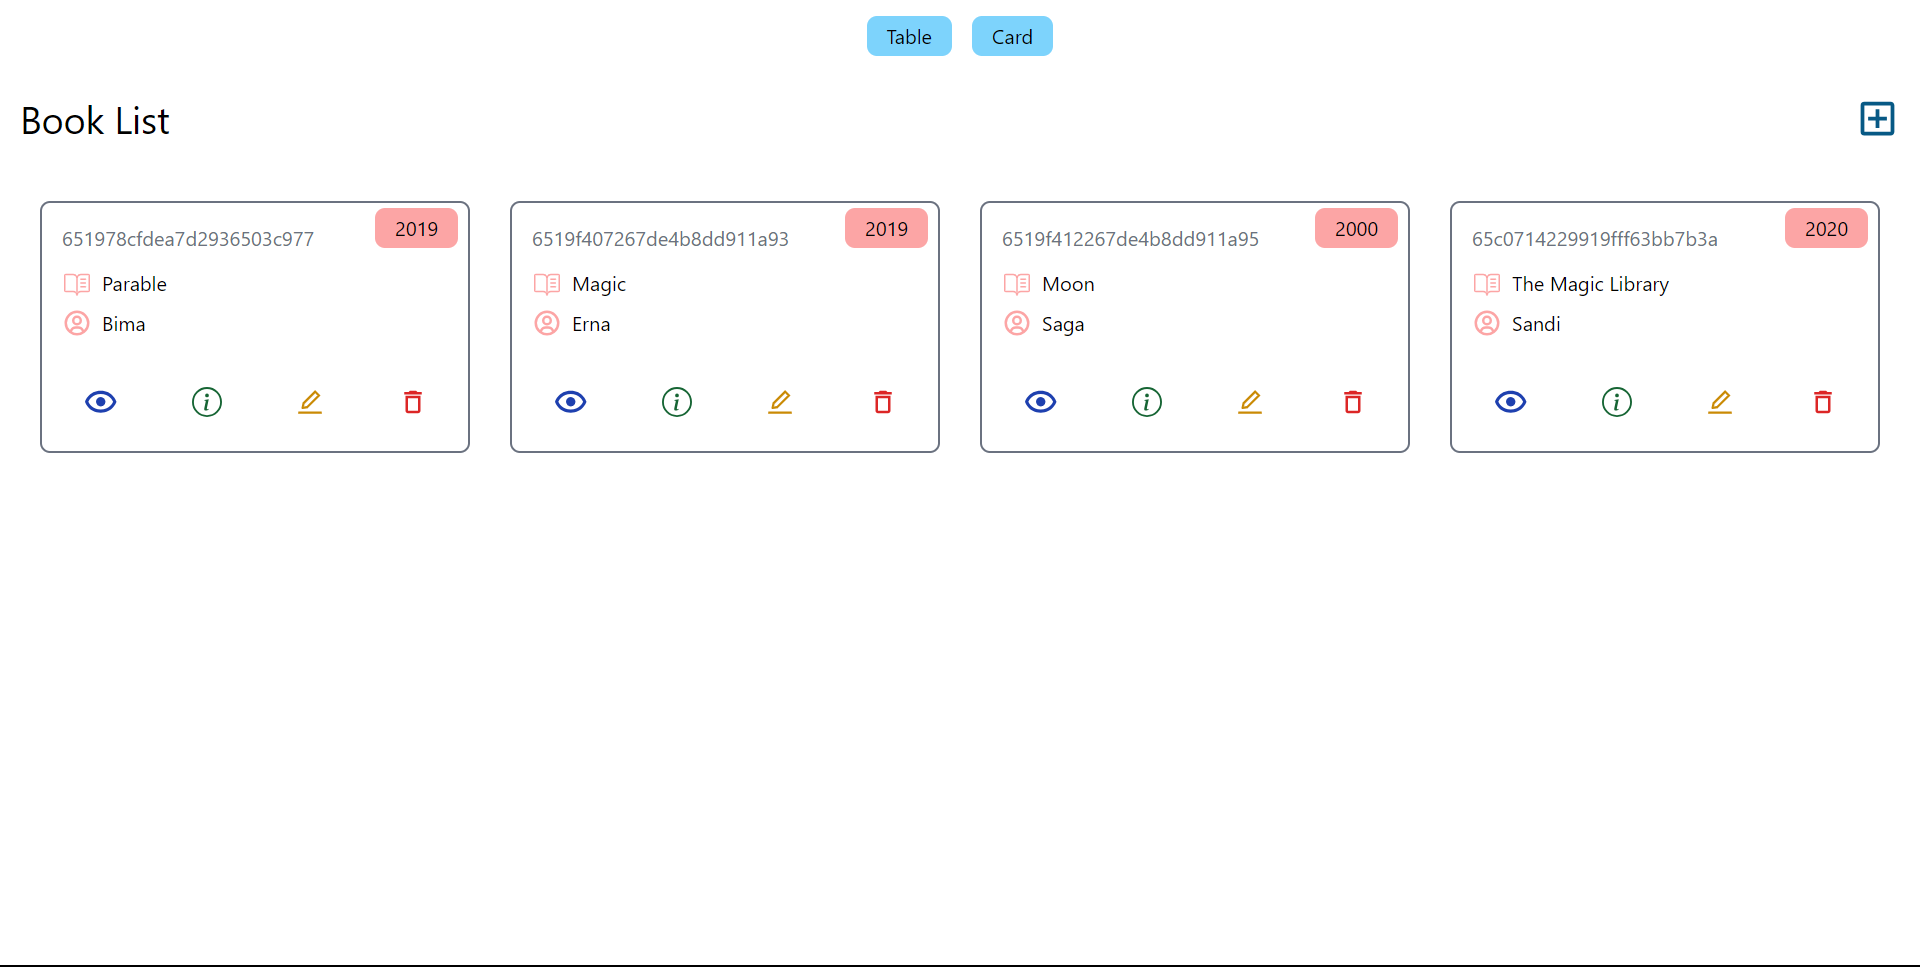 Table
Card
Book List
651978cfdea7d2936503c977
2019
Parable
Bima
6519f407267de4b8dd911a93
2019
Magic
Erna
6519f412267de4b8dd911a95
2000
Moon
Saga
65c0714229919fff63bb7b3a
2020
The Magic Library
Sandi